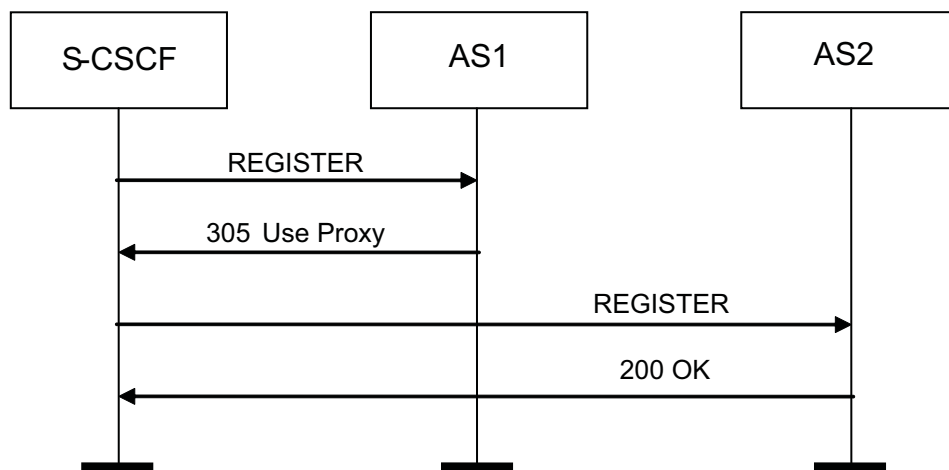 S-CSCF
AS1
AS2
REGISTER
305 Use Proxy
REGISTER
200 OK